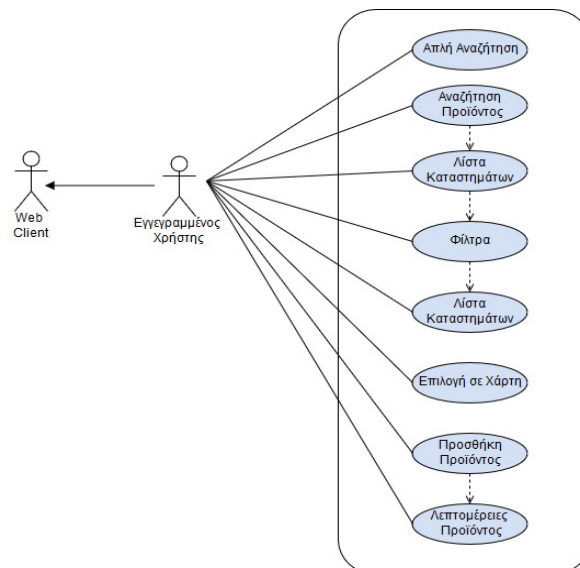 Απλή Αναζήτηση
Αναζήτηση
Προϊόντος
Λίστα
Καταστημάτων
Φίλτρα
Λίστα
Καταστημάτων
Επιλογή σε Χάρτη
Προσθήκη
Προϊόντος
Λεπτομέρειες
Προϊόντος
Web
Client
Εγγεγραμμένος
Χρήστης